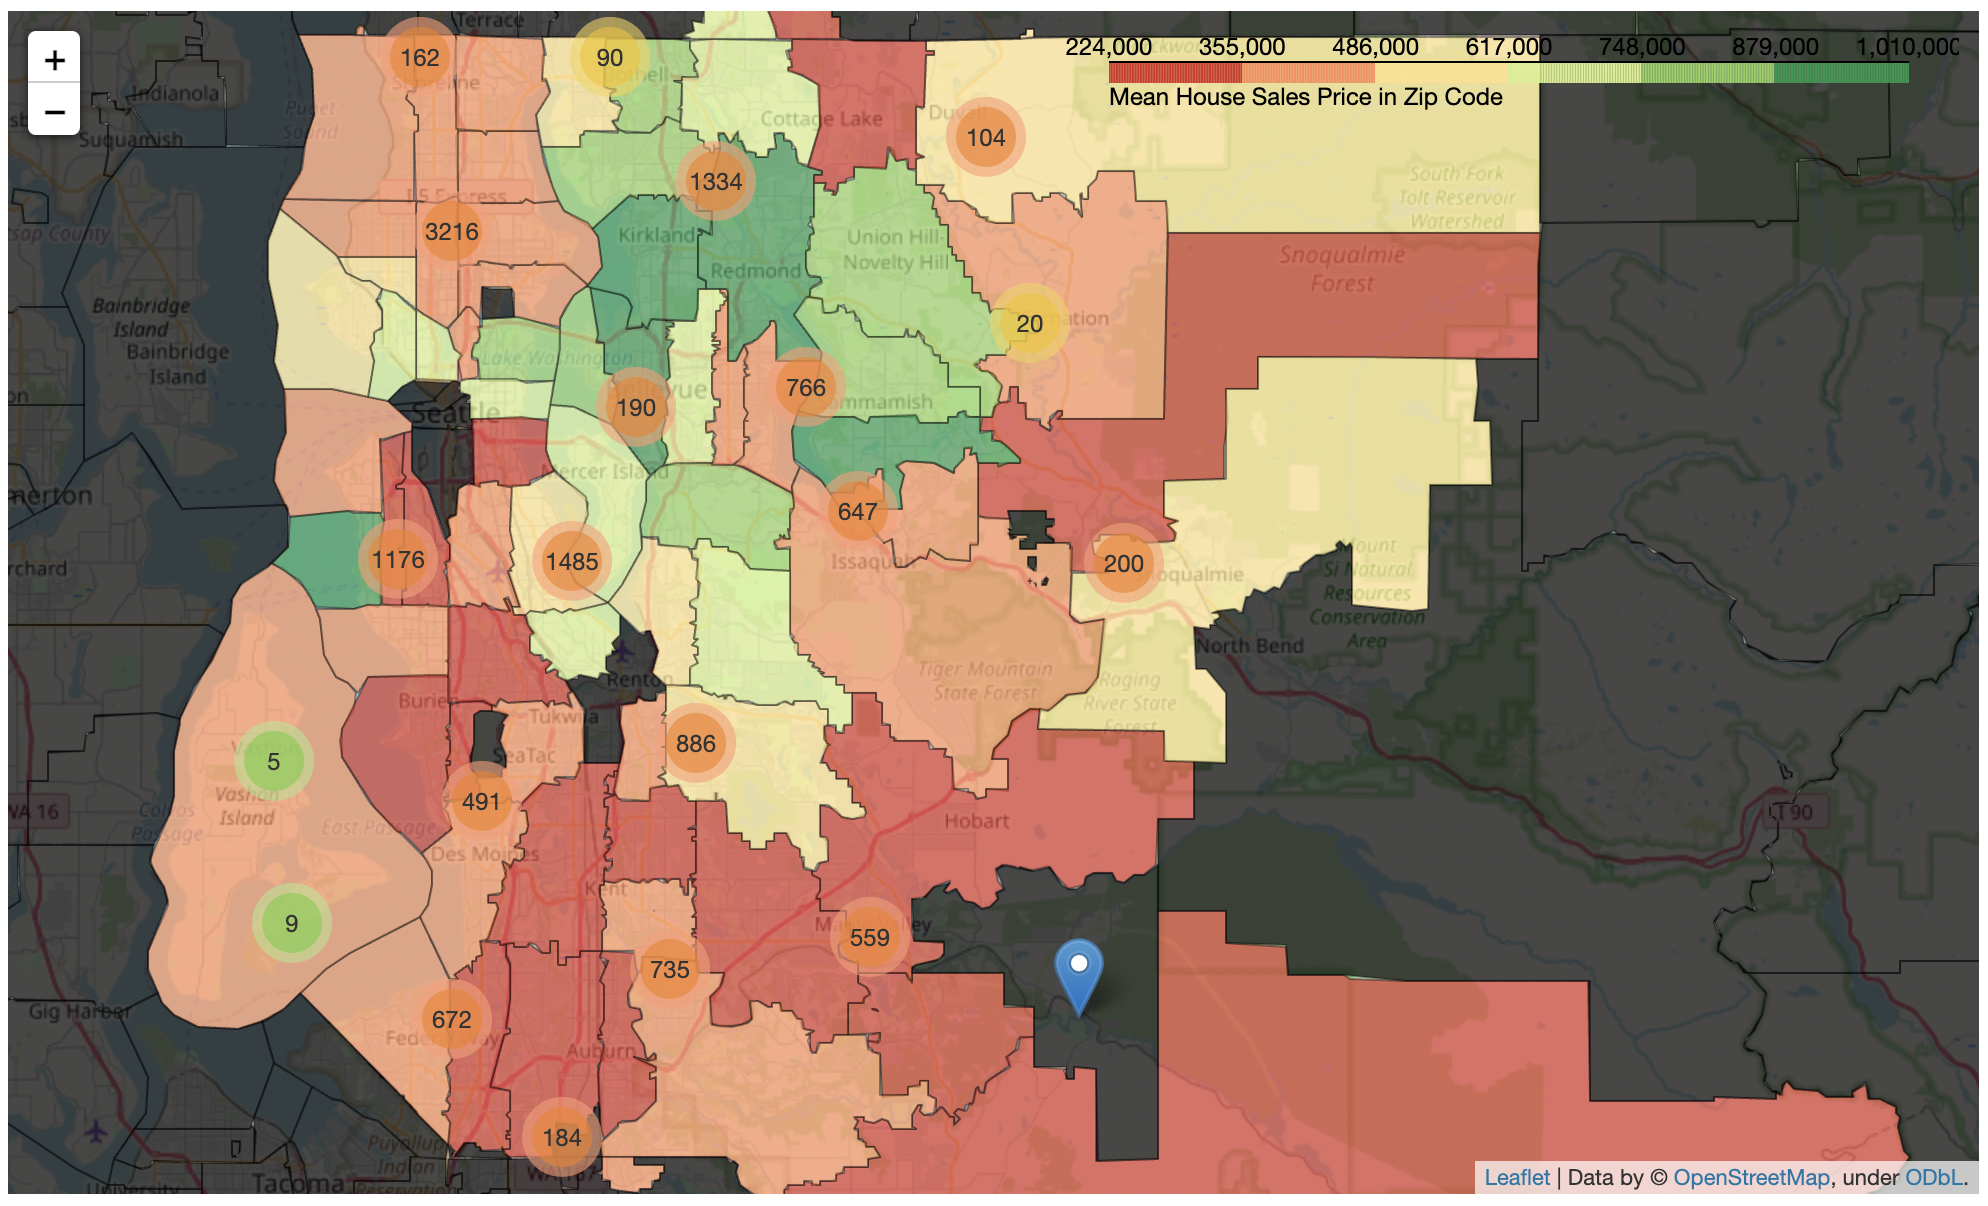 Terrace
+
−
162
90
224,000 355,000 486,000 617,000 748,000 879,000 1,010,000
Mean House Sales Price in Zip Code
Indianola
Puget
Sound
Suquamish
Cottage Lake
104
1334
I 5 Express
South Fork
Tolt Reservoir
Watershed
3216
Kirkland
Union Hill-
Novelty Hill
Redmond
Snoqualmie
Forest
Bainbridge
Island
Bainbridge
Island
20
Lake Washington
766
190
Seattle
Mercer Island
647
1176
1485
Issaquah
200
Mount
Si Natural
Resources
Conservation
Area
North Bend
Tiger Mountain
State Forest
Raging
River State
Forest
Renton
Burien
Tukwila
SeaTac
886
5
Vashon
Island
491
Colvos
Passage
East Passage
WA 16
Hobart
I 90
Des Moines
Kent
9
559
735
Gig Harbor
672
Federal Way
Auburn
184
Puyallup
Indian
Reservation
Tacoma
University
Leaflet | Data by © OpenStreetMap, under ODbL.